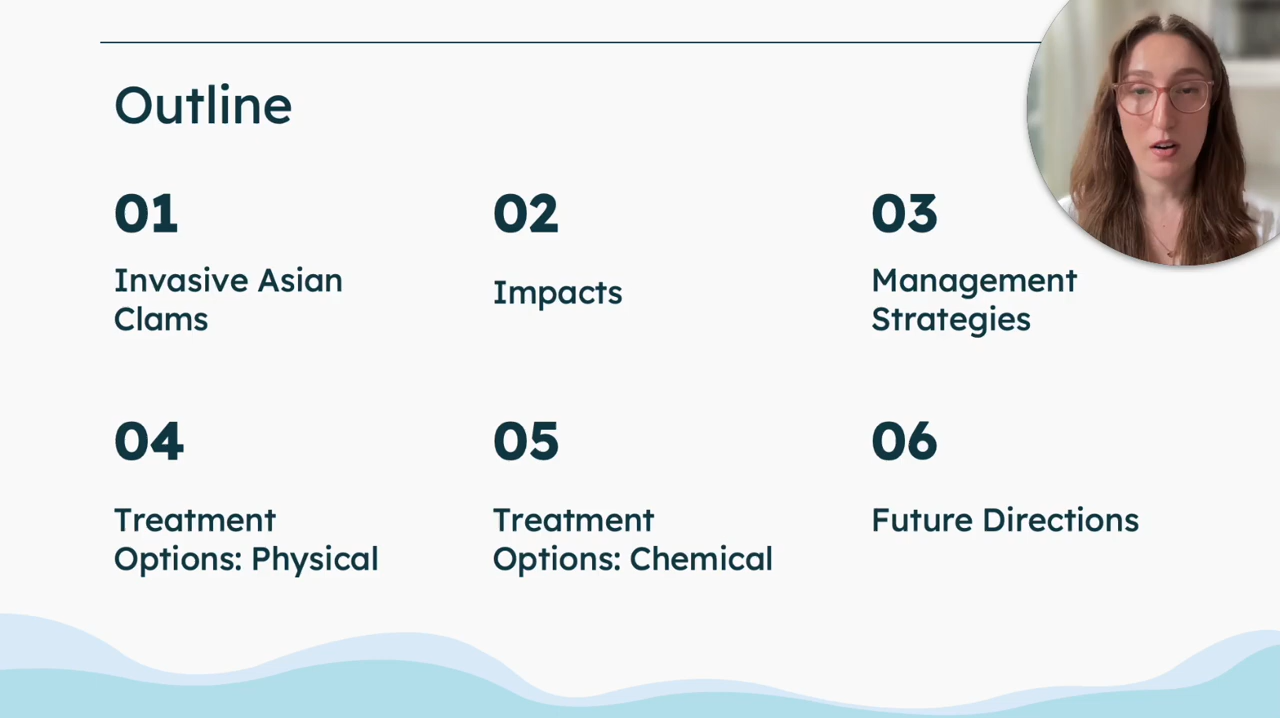 Outline
01
Invasive Asian
Clams
02
Impacts
03
Management
Strategies
04
Treatment
Options: Physical
05
Treatment
Options: Chemical
06
Future Directions